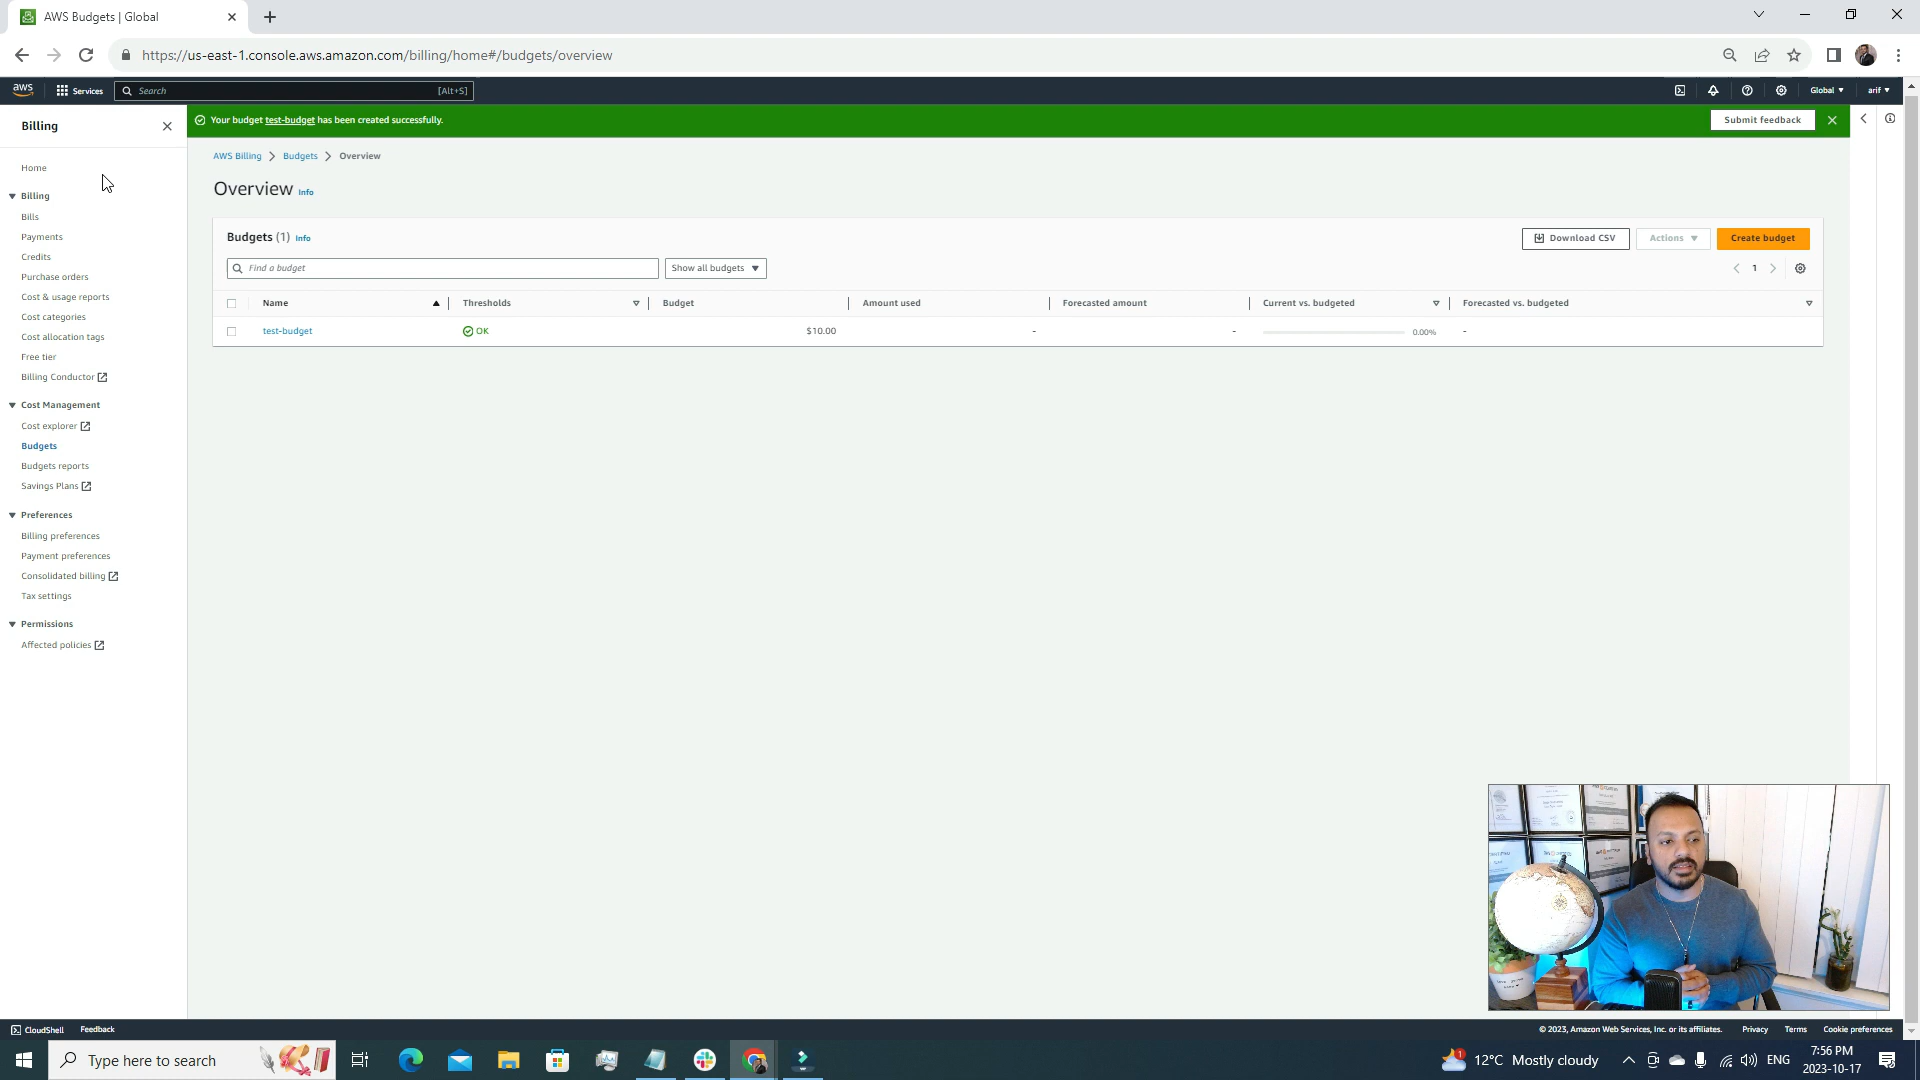 AWS Budgets | Global
https://us-east-1.console.aws.amazon.com/billing/home#/budgets/overview
aws
Services
Search
[Alt+S]
Global
arif
Billing
Your budget test-budget has been created successfully.
Submit feedback
AWS Billing
Budgets
Overview
Overview Info
Home
Billing
Bills
Payments
Credits
Purchase orders
Cost & usage reports
Cost categories
Cost allocation tags
Free tier
Billing Conductor
Cost Management
Cost explorer
Budgets
Budgets reports
Savings Plans
Preferences
Billing preferences
Payment preferences
Consolidated billing
Tax settings
Permissions
Affected policies
Budgets (1) Info
Download CSV
Actions
Create budget
Find a budget
Show all budgets
1
Name
Thresholds
Budget
Amount used
Forecasted amount
Current vs. budgeted
Forecasted vs. budgeted
test-budget
OK
$10.00
-
-
0.00%
-
CloudShell
Feedback
© 2023, Amazon Web Services, Inc. or its affiliates.
Privacy
Terms
Cookie preferences
Type here to search
1
12°C Mostly cloudy
ENG
7:56 PM
2023-10-17